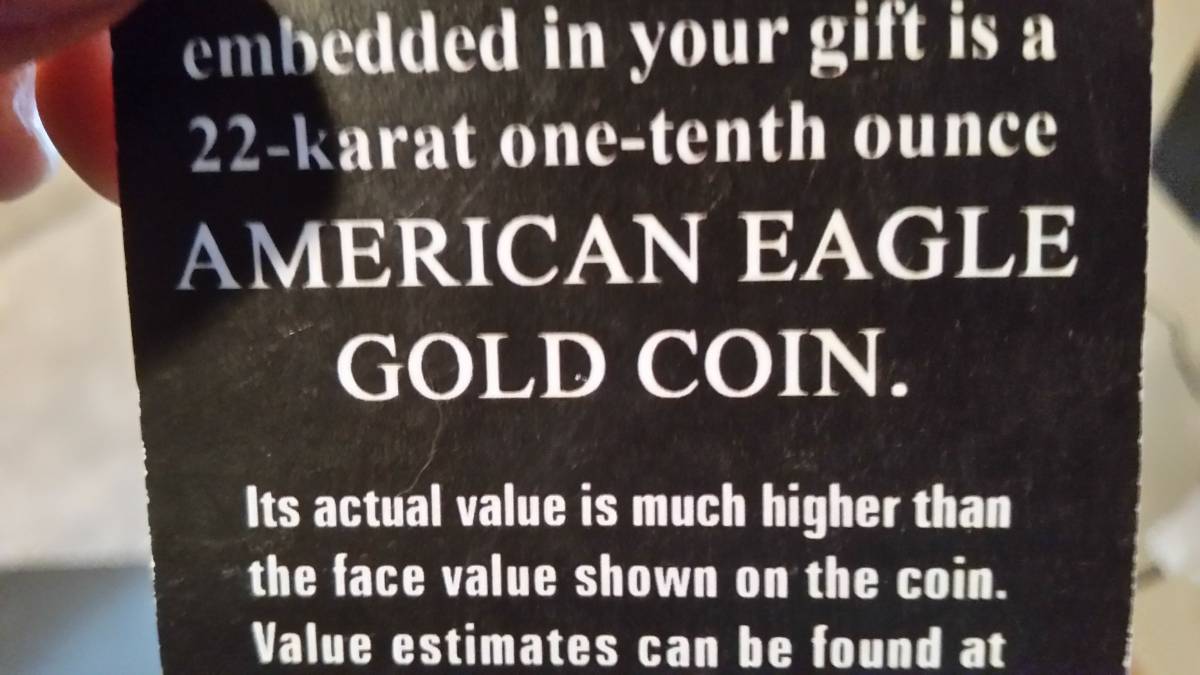 embedded in your gift is a
22-karat one-tenth ounce
AMERICAN EAGLE
GOLD COIN.
Its actual value is much higher than
the face value shown on the coin.
Value estimates can be found at